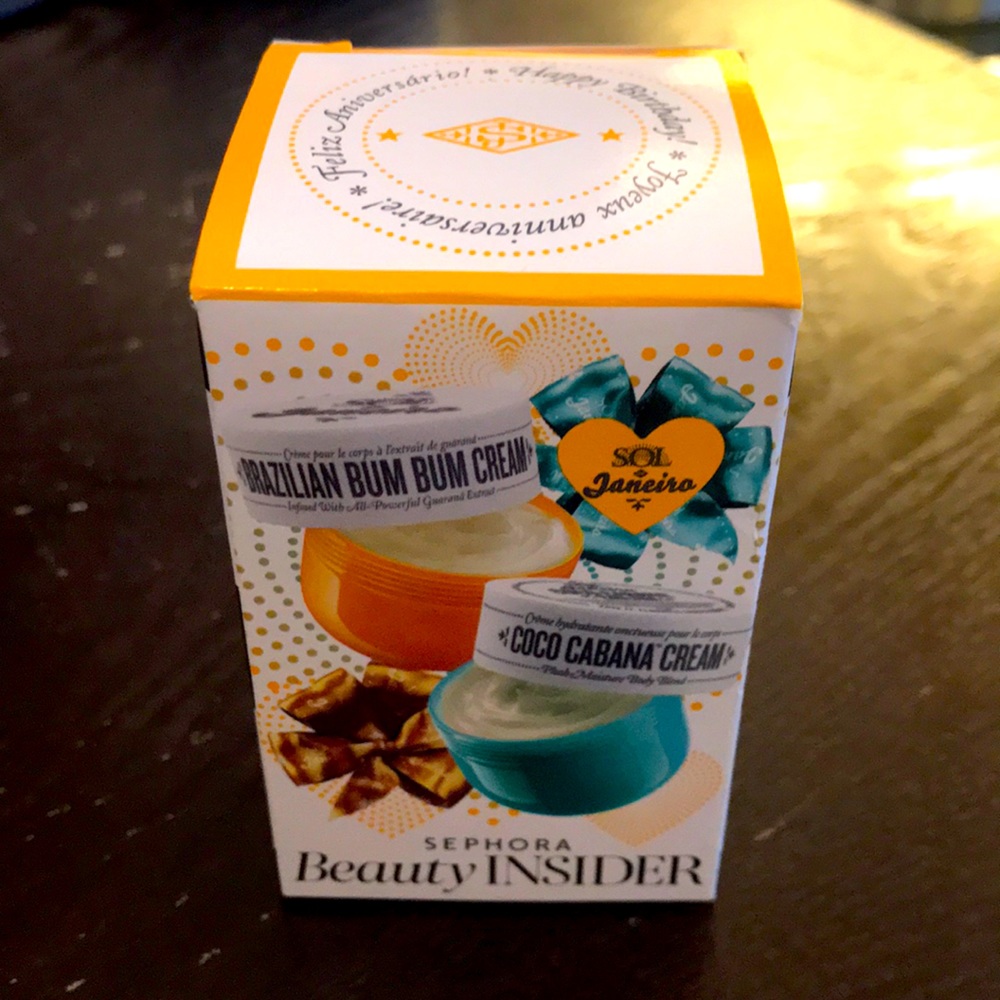 Feliz Aniversário! * Happy Birthday! * Joyeux anniversaire! *
Crème pour le corps à l'extrait de guaraná
BRAZILIAN BUM BUM CREAM
Infused With All-Powerful Guaraná Extract
SOL
de
Janeiro
Crème hydratante onctueuse pour le corps
COCO CABANA CREAM
Plush Moisture Body Blend
SEPHORA
Beauty INSIDER